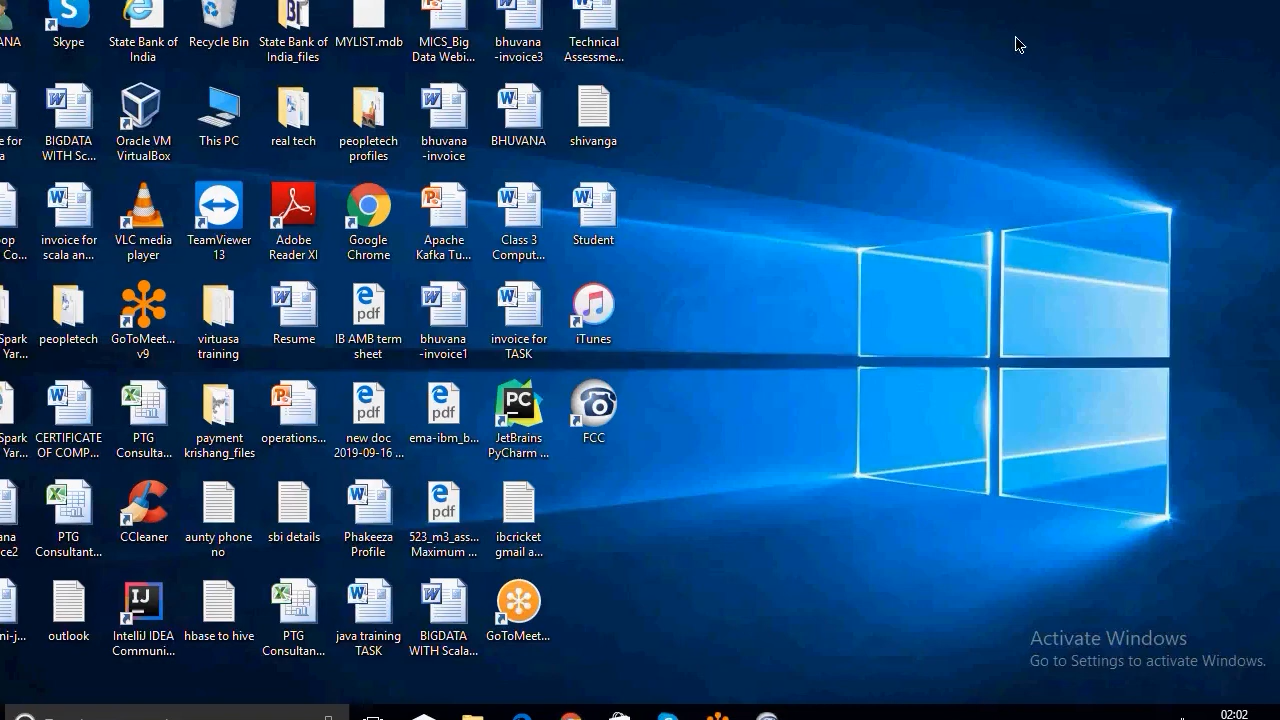 ANA
Skype
State Bank of
India
Recycle Bin
State Bank of
India_files
MYLIST.mdb
MICS_Big
Data Webi...
bhuvana
-invoice3
Technical
Assessme...
e for
a
BIGDATA
WITH Sc...
Oracle VM
VirtualBox
This PC
real tech
peopletech
profiles
bhuvana
-invoice
BHUVANA
shivanga
op
Co...
invoice for
scala an...
VLC media
player
TeamViewer
13
Adobe
Reader XI
Google
Chrome
Apache
Kafka Tu...
Class 3
Comput...
Student
Spark
Yar...
peopletech
GoToMeet...
v9
virtuasa
training
Resume
pdf
IB AMB term
sheet
bhuvana
-invoice1
invoice for
TASK
iTunes
Spark
Yar...
CERTIFICATE
OF COMP...
PTG
Consulta...
payment
krishang_files
operations...
pdf
new doc
2019-09-16 ...
pdf
ema-ibm_b...
PC
JetBrains
PyCharm ...
FCC
ana
ce2
PTG
Consultant...
CCleaner
aunty phone
no
sbi details
Phakeeza
Profile
pdf
523_m3_ass...
Maximum ...
ibcricket
gmail a...
ni-j...
outlook
IJ
IntelliJ IDEA
Communi...
hbase to hive
PTG
Consultan...
java training
TASK
BIGDATA
WITH Scala...
GoToMeet...
Activate Windows
Go to Settings to activate Windows.
02:02